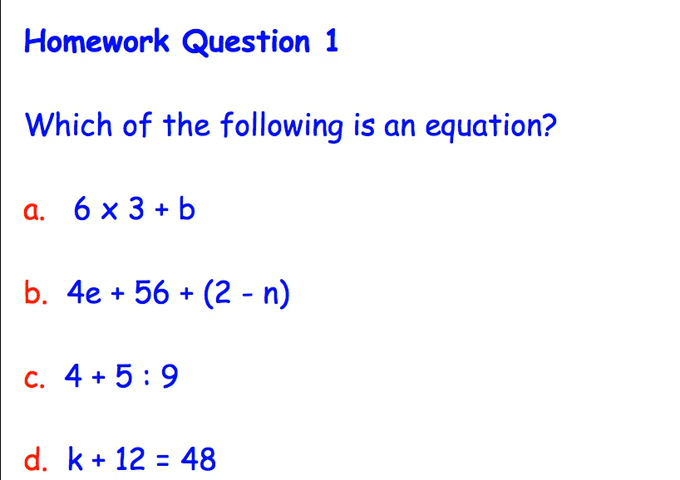 Homework Question 1
Which of the following is an equation?
a. 6 x 3 + b
b. 4e + 56 + (2 - n)
c. 4 + 5 : 9
d. k + 12 = 48